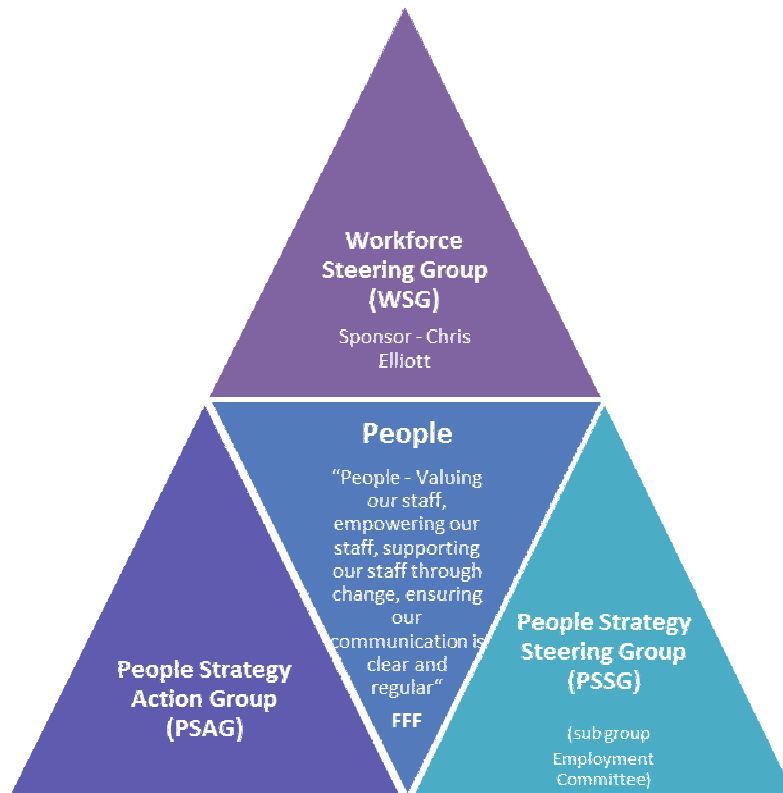 Workforce
Steering Group
(WSG)
Sponsor - Chris
Elliott
People
“People - Valuing
our staff,
empowering our
staff, supporting
our staff through
change, ensuring
our
communication is
clear and
regular“
FFF
People Strategy
Action Group
(PSAG)
People Strategy
Steering Group
(PSSG)
(sub group
Employment
Committee)